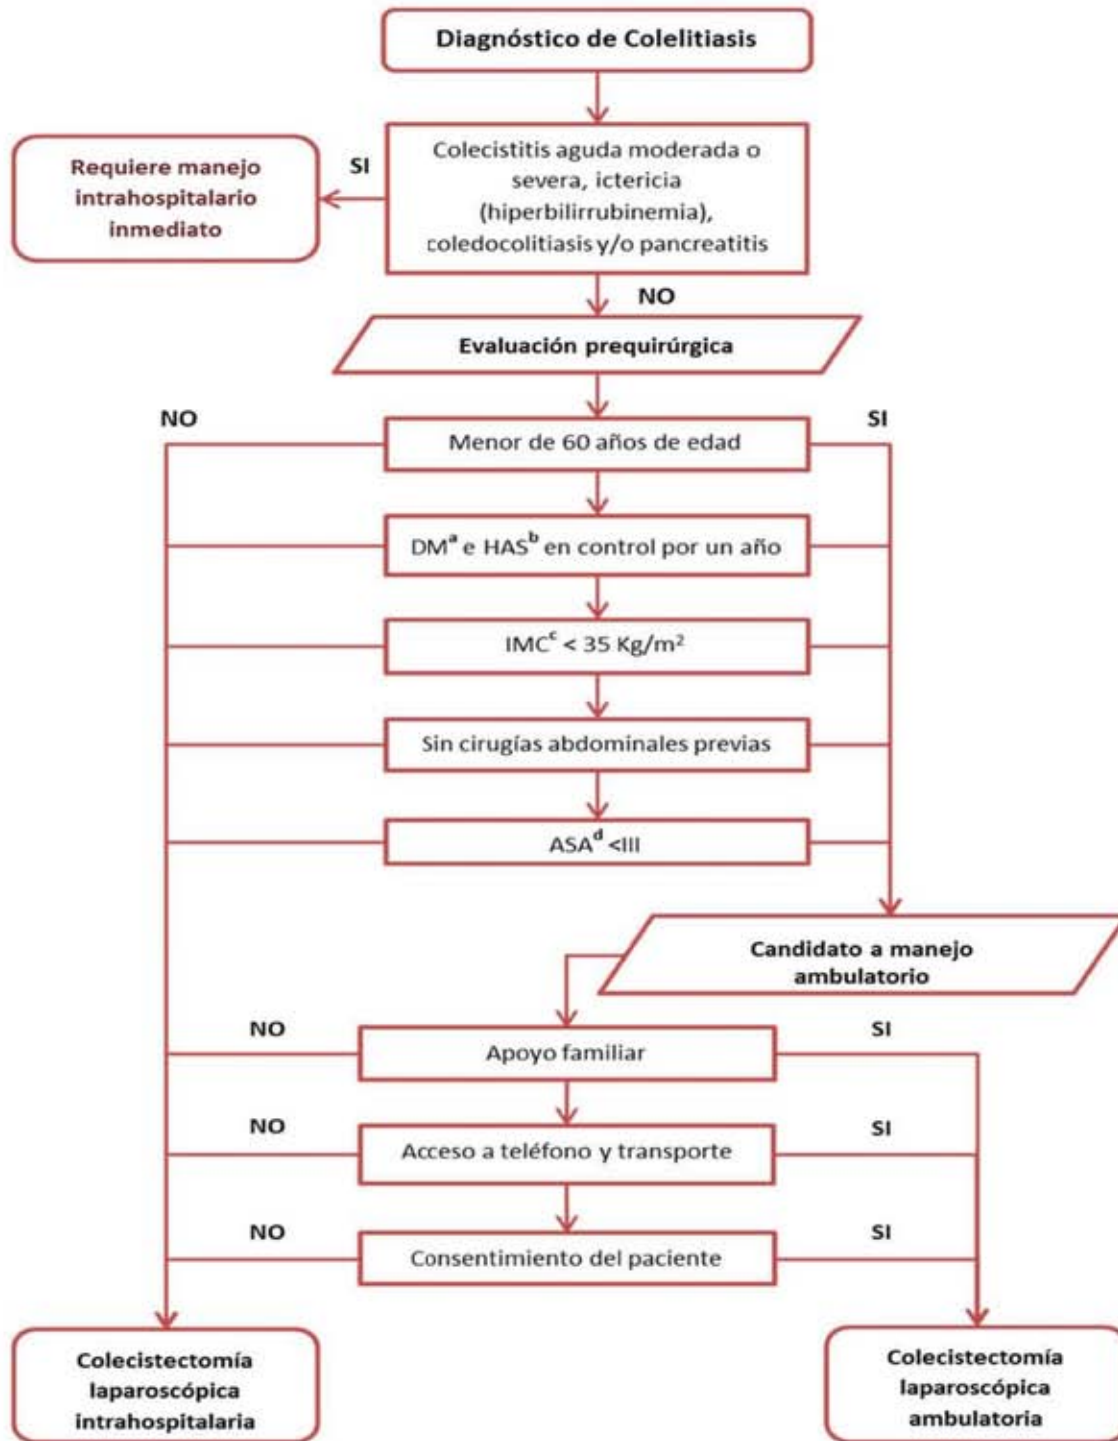 Diagnóstico de Colelitiasis
Requiere manejo
intrahospitalario
inmediato
SI
Colecistitis aguda moderada o
severa, ictericia
(hiperbilirrubinemia),
coledocolitiasis y/o pancreatitis
NO
Evaluación prequirúrgica
NO
SI
Menor de 60 años de edad
DMᵃ e HASᵇ en control por un año
IMCᶜ < 35 Kg/m²
Sin cirugías abdominales previas
ASAᵈ <III
Candidato a manejo
ambulatorio
NO
SI
Apoyo familiar
NO
SI
Acceso a teléfono y transporte
NO
SI
Consentimiento del paciente
Colecistectomía
laparoscópica
intrahospitalaria
Colecistectomía
laparoscópica
ambulatoria